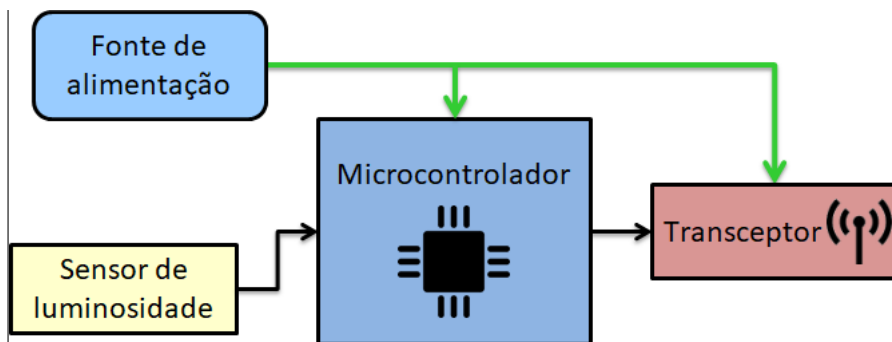 Fonte de
alimentação
Microcontrolador
Transceptor
Sensor de
luminosidade